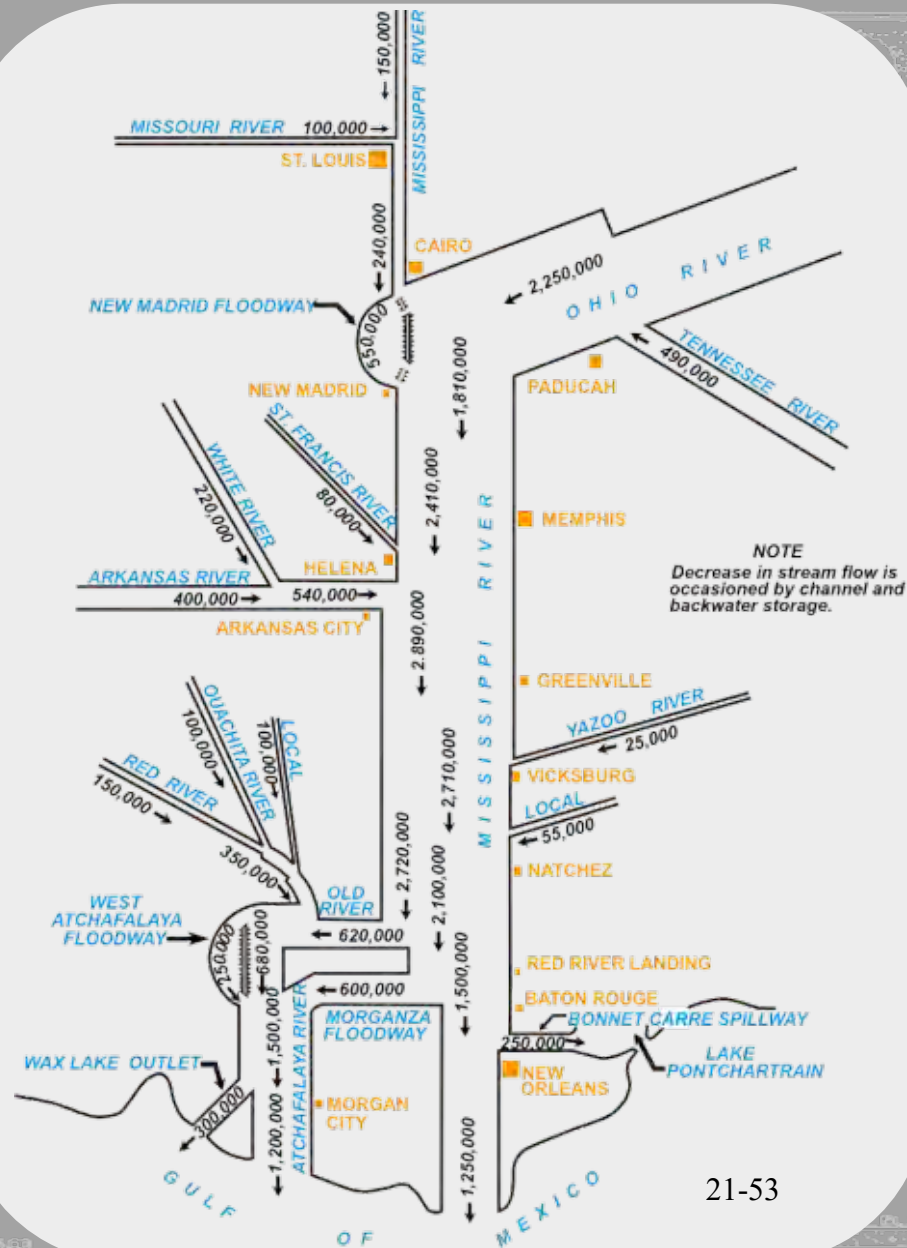 150,000
MISSISSIPPI RIVER
MISSOURI RIVER
100,000
ST. LOUIS
240,000
CAIRO
2,250,000
OHIO RIVER
NEW MADRID FLOODWAY
550,000
1,810,000
TENNESSEE RIVER
490,000
PADUCAH
NEW MADRID
ST. FRANCIS RIVER
80,000
WHITE RIVER
220,000
2,410,000
MEMPHIS
HELENA
NOTE
Decrease in stream flow is
occasioned by channel and
backwater storage.
ARKANSAS RIVER
400,000
540,000
ARKANSAS CITY
2.890,000
MISSISSIPPI RIVER
GREENVILLE
YAZOO RIVER
25,000
OUACHITA RIVER
100,000
LOCAL
100,000
RED RIVER
150,000
350,000
2,710,000
VICKSBURG
LOCAL
55,000
2,720,000
2,100,000
NATCHEZ
OLD
RIVER
620,000
WEST
ATCHAFALAYA
FLOODWAY
250,000
680,000
RED RIVER LANDING
600,000
1,500,000
BATON ROUGE
MORGANZA
FLOODWAY
BONNET CARRE SPILLWAY
250,000
LAKE
PONTCHARTRAIN
1,500,000
ATCHAFALAYA RIVER
WAX LAKE OUTLET
300,000
NEW
ORLEANS
MORGAN
CITY
1,200,000
1,250,000
GULF OF MEXICO
21-53